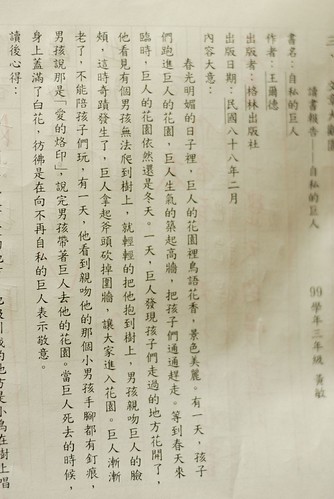 讀書報告　自私的巨人
99學年三年級　黃敏
書名：自私的巨人
作者：王爾德
出版者：格林出版社
出版日期：民國八十八年二月
內容大意：
春光明媚的日子裡，巨人的花園裡鳥語花香，景色美麗。有一天，孩子
們跑進巨人的花園，巨人生氣的築起高牆，把孩子們通通趕走。等到春天來
臨時，巨人的花園依然還是冬天。一天，巨人發現孩子們走過的地方花開了，
他看見有個男孩無法爬到樹上，就輕輕的把他抱到樹上，男孩親吻巨人的臉
頰，這時奇蹟發生了，巨人拿起斧頭砍掉圍牆，讓大家進入花園。巨人漸漸
老了，不能陪孩子們玩，有一天，他看到親吻他的那個小男孩手腳都有釘痕，
男孩說那是「愛的烙印」，說完男孩帶著巨人去他的花園。當巨人死去的時候，
身上蓋滿了白花，彷彿是在向不再自私的巨人表示敬意。
讀後心得：
的地方是小鳥在樹上唱